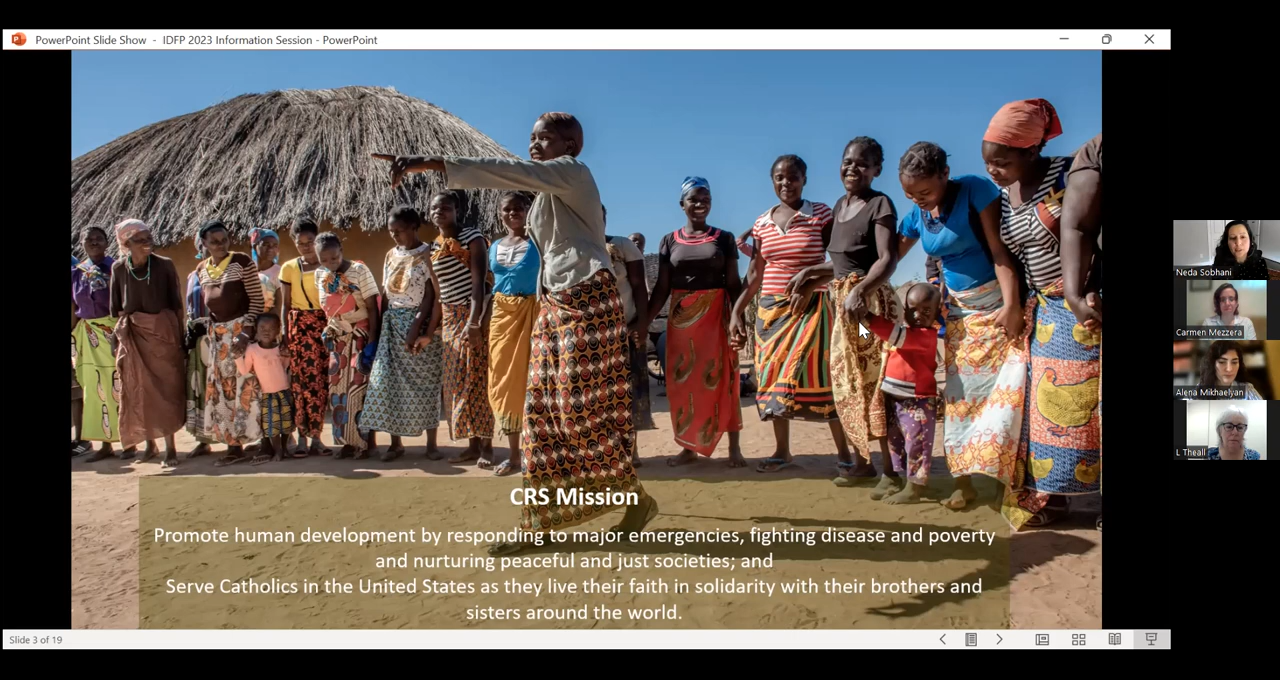 PowerPoint Slide Show - IDFP 2023 Information Session - PowerPoint
CRS Mission
Promote human development by responding to major emergencies, fighting disease and poverty
and nurturing peaceful and just societies; and
Serve Catholics in the United States as they live their faith in solidarity with their brothers and
sisters around the world.
Slide 3 of 19
Neda Sobhani
Carmen Mezzera
Alena Mikhaelyan
L Theall